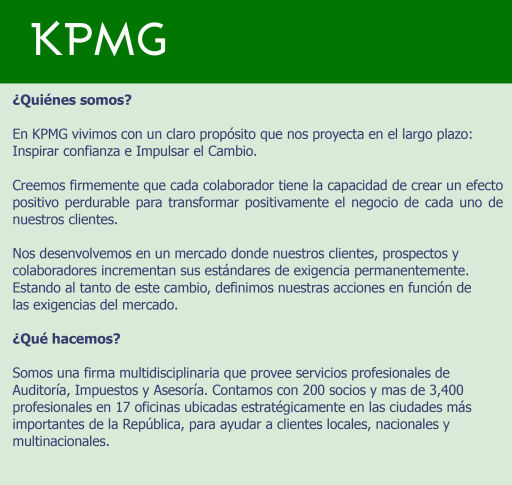 KPMG
¿Quiénes somos?
En KPMG vivimos con un claro propósito que nos proyecta en el largo plazo:
Inspirar confianza e Impulsar el Cambio.
Creemos firmemente que cada colaborador tiene la capacidad de crear un efecto
positivo perdurable para transformar positivamente el negocio de cada uno de
nuestros clientes.
Nos desenvolvemos en un mercado donde nuestros clientes, prospectos y
colaboradores incrementan sus estándares de exigencia permanentemente.
Estando al tanto de este cambio, definimos nuestras acciones en función de
las exigencias del mercado.
¿Qué hacemos?
Somos una firma multidisciplinaria que provee servicios profesionales de
Auditoría, Impuestos y Asesoría. Contamos con 200 socios y mas de 3,400
profesionales en 17 oficinas ubicadas estratégicamente en las ciudades más
importantes de la República, para ayudar a clientes locales, nacionales y
multinacionales.